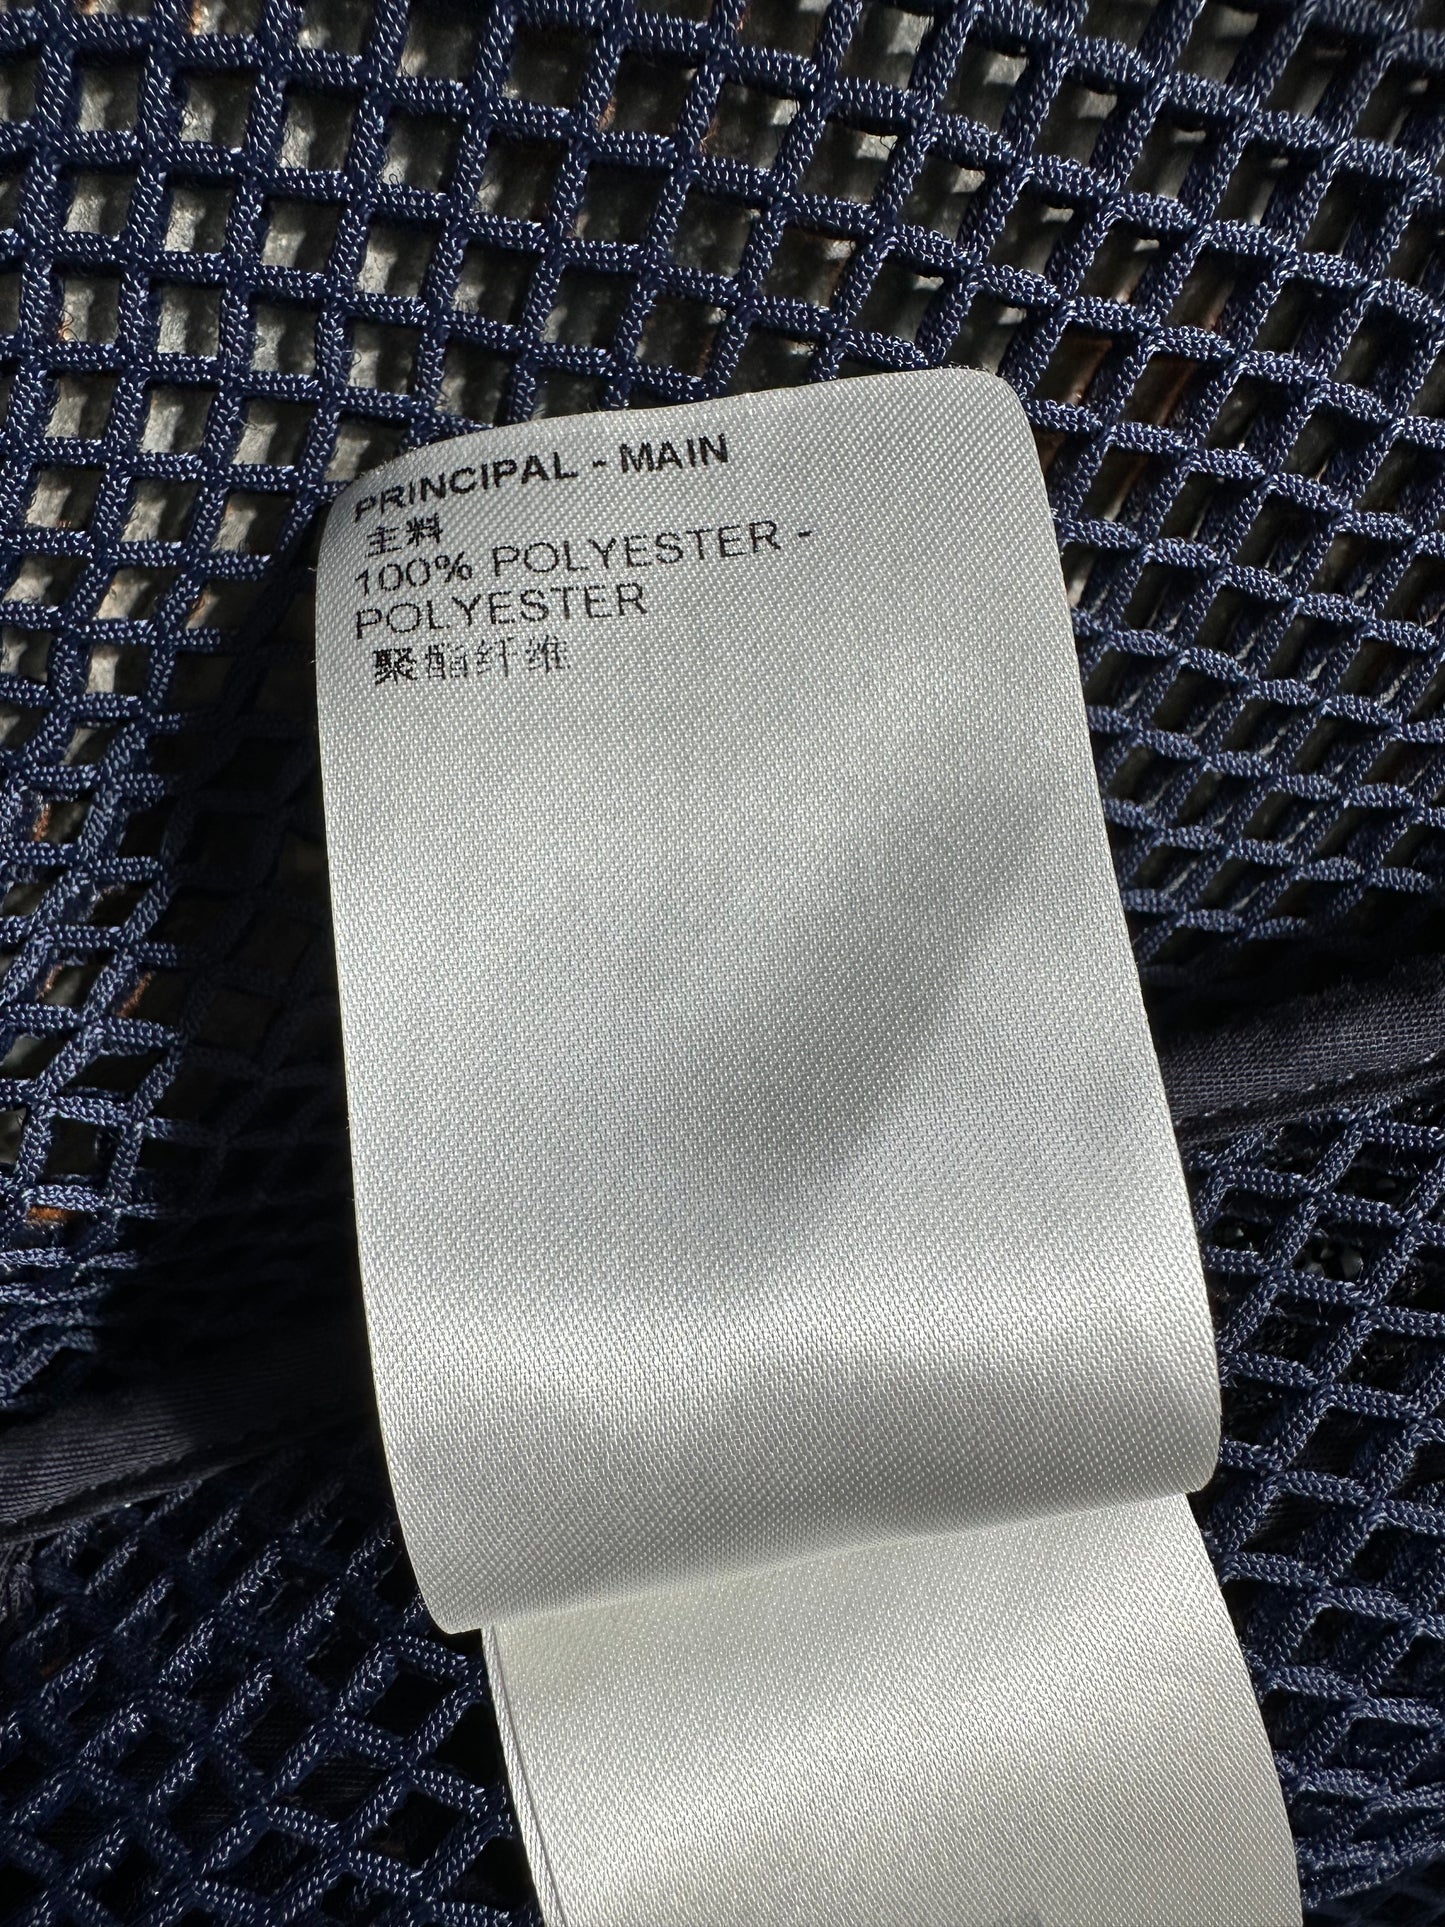 PRINCIPAL - MAIN
主料
100% POLYESTER -
POLYESTER
聚酯纤维